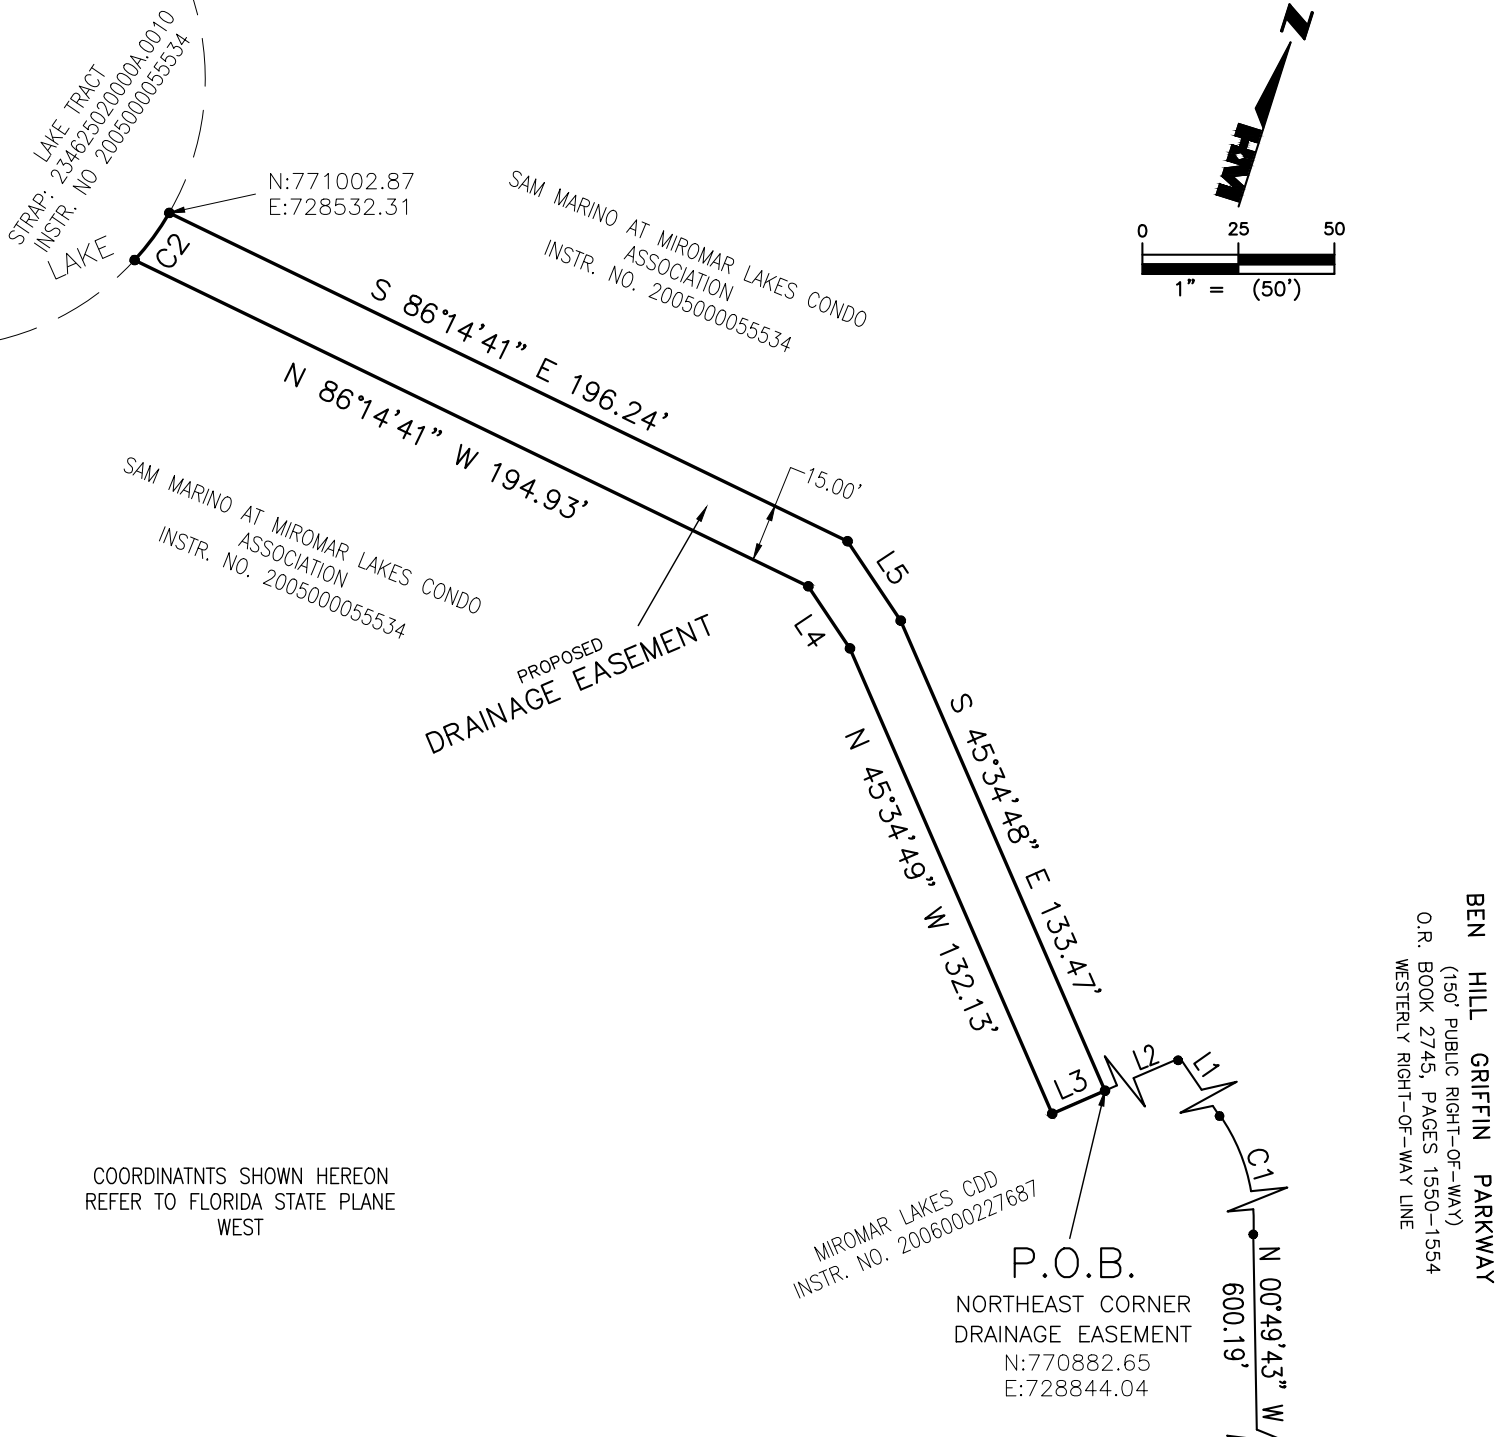 LAKE TRACT
STRAP: 234625020000A.0010
INSTR. NO 2005000055534
LAKE
N:771002.87
E:728532.31
C2
SAM MARINO AT MIROMAR LAKES CONDO
ASSOCIATION
INSTR. NO. 2005000055534
N
0 25 50
1" = (50')
S 86°14'41" E 196.24'
N 86°14'41" W 194.93'
15.00'
SAM MARINO AT MIROMAR LAKES CONDO
ASSOCIATION
INSTR. NO. 2005000055534
L5
L4
PROPOSED
DRAINAGE EASEMENT
S 45°34'48" E 133.47'
N 45°34'49" W 132.13'
L3
L2
L1
C1
BEN HILL GRIFFIN PARKWAY
(150' PUBLIC RIGHT-OF-WAY)
O.R. BOOK 2745, PAGES 1550-1554
WESTERLY RIGHT-OF-WAY LINE
COORDINATNTS SHOWN HEREON
REFER TO FLORIDA STATE PLANE
WEST
MIROMAR LAKES CDD
INSTR. NO. 2006000227687
P.O.B.
NORTHEAST CORNER
DRAINAGE EASEMENT
N:770882.65
E:728844.04
N 00°49'43" W
600.19'